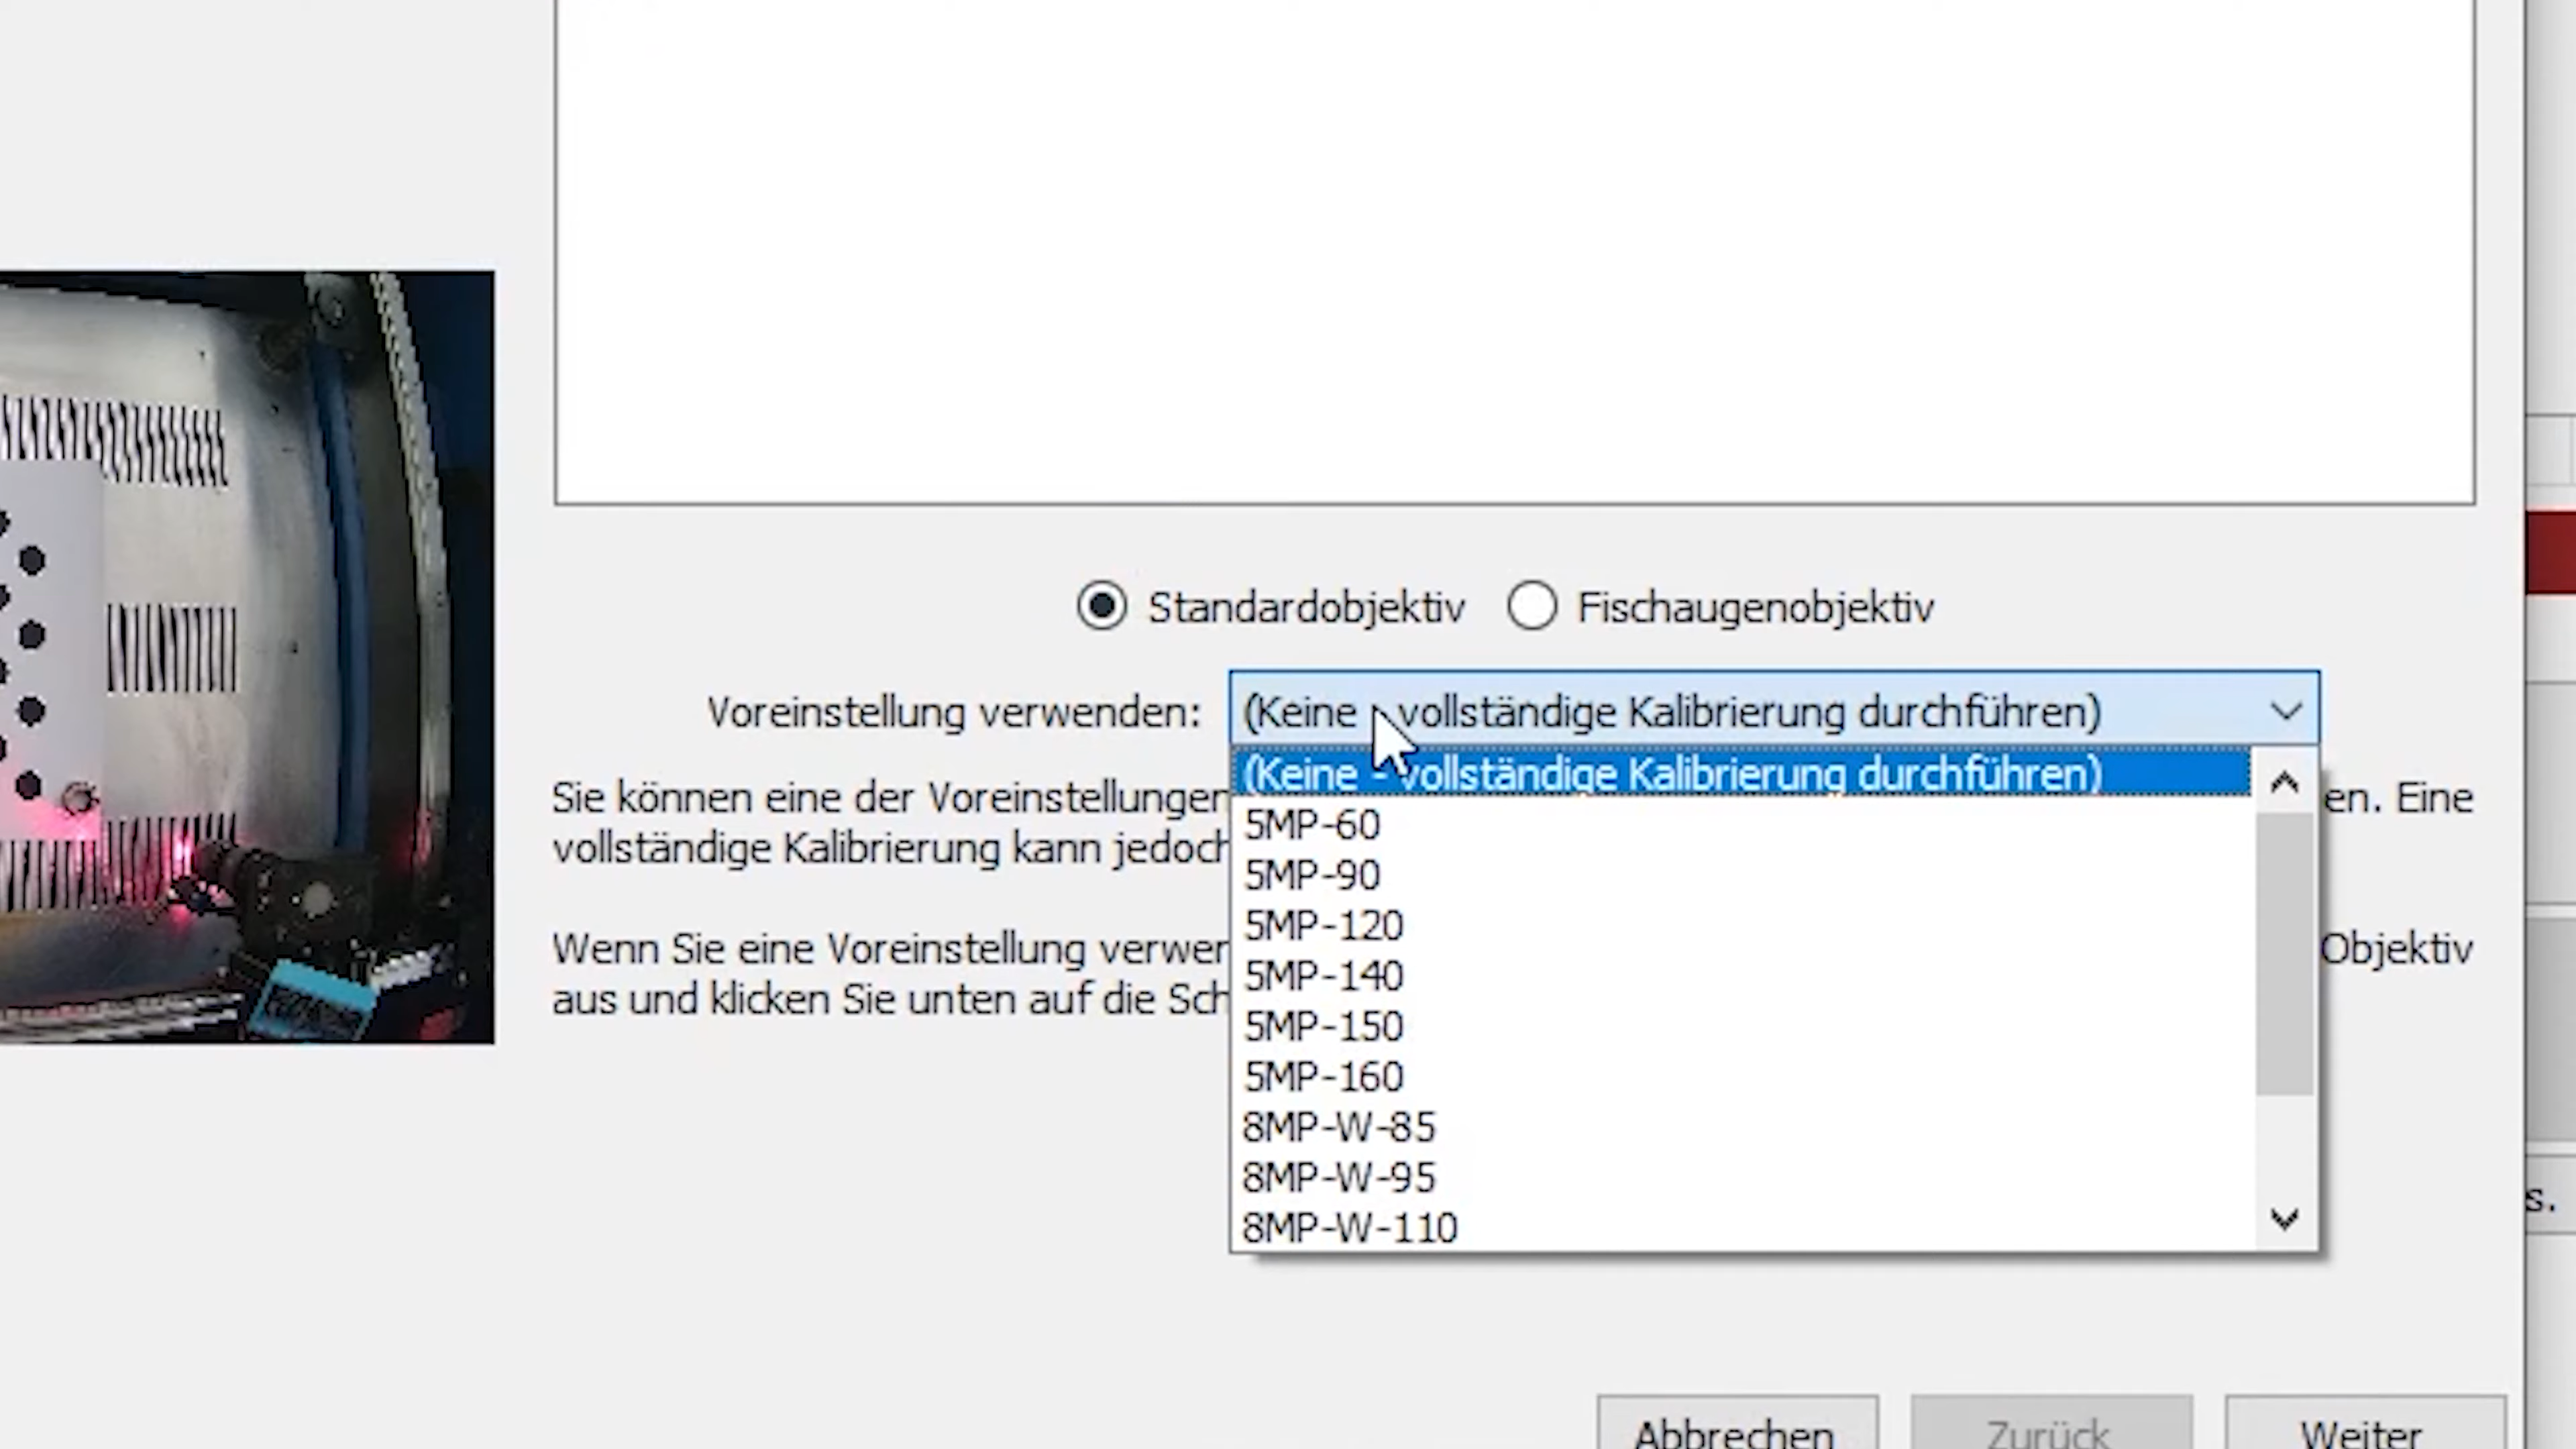 Standardobjektiv Fischaugenobjektiv
Voreinstellung verwenden: (Keine - vollständige Kalibrierung durchführen)
(Keine - vollständige Kalibrierung durchführen)
5MP-60
5MP-90
5MP-120
5MP-140
5MP-150
5MP-160
8MP-W-85
8MP-W-95
8MP-W-110
Sie können eine der Voreinstellungen en. Eine
vollständige Kalibrierung kann jedoch
Wenn Sie eine Voreinstellung verwen Objektiv
aus und klicken Sie unten auf die Sch
s.
Abbrechen Zurück Weiter